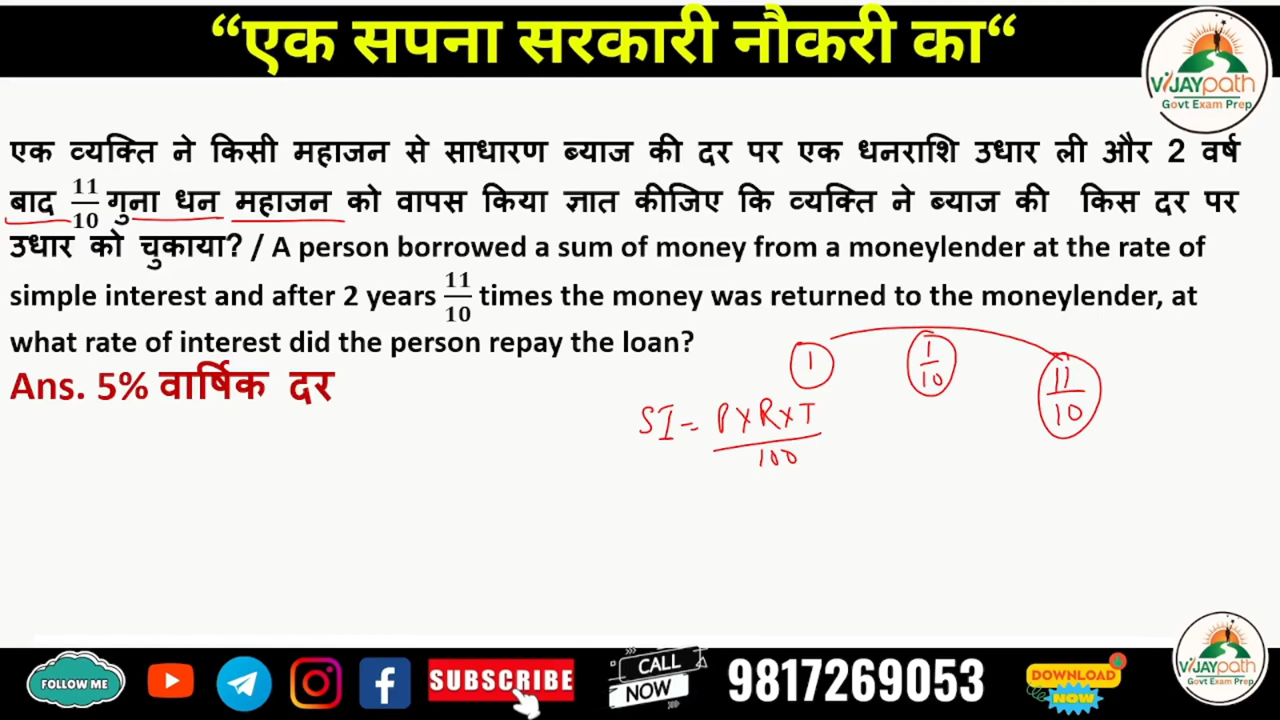 “एक सपना सरकारी नौकरी का“
ViJAYpath
Govt Exam Prep
एक व्यक्ति ने किसी महाजन से साधारण ब्याज की दर पर एक धनराशि उधार ली और 2 वर्ष
बाद 11/10 गुना धन महाजन को वापस किया ज्ञात कीजिए कि व्यक्ति ने ब्याज की किस दर पर
उधार को चुकाया? / A person borrowed a sum of money from a moneylender at the rate of
simple interest and after 2 years 11/10 times the money was returned to the moneylender, at
what rate of interest did the person repay the loan?
Ans. 5% वार्षिक दर
1 1/10 11/10
SI = P×R×T/100
ViJAYpath
Govt Exam Prep
FOLLOW ME
SUBSCRIBE
CALL
NOW
9817269053
DOWNLOAD
NOW